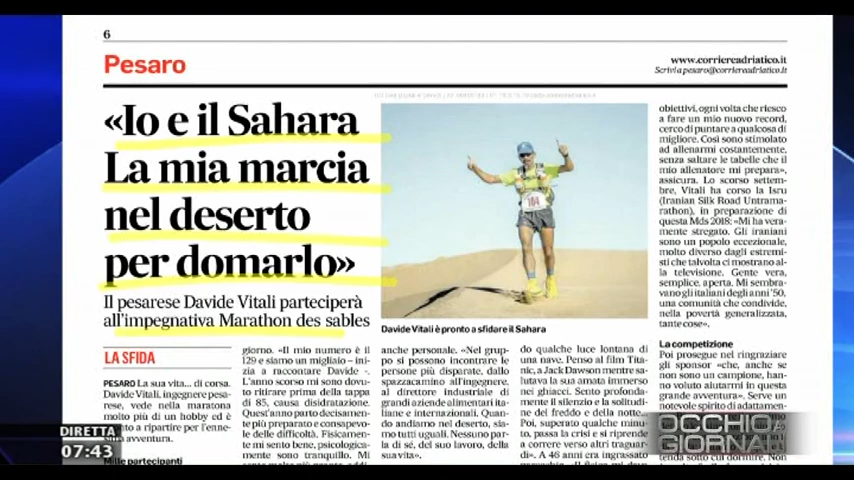 6
Pesaro
www.corriereadriatico.it
Scrivi a pesaro@corriereadriatico.it
«Io e il Sahara
La mia marcia
nel deserto
per domarlo»
Il pesarese Davide Vitali parteciperà
all'impegnativa Marathon des sables
104
Davide Vitali è pronto a sfidare il Sahara
LA SFIDA
PESARO La sua vita... di corsa.
Davide Vitali, ingegnere pesa-
rese, vede nella maratona
molto più di un hobby ed è
a ripartire per l'enne-
avventura.
Mille partecipanti
giorno. «Il mio numero è il
129 e siamo un migliaio – ini-
zia a raccontare Davide -.
L'anno scorso mi sono dovu-
to ritirare prima della tappa
di 85, causa disidratazione.
Quest'anno parto decisamen-
te più preparato e consapevo-
le delle difficoltà. Fisicamen-
te mi sento bene, psicologica-
mente sono tranquillo. Mi
anche personale. «Nel grup-
po si possono incontrare le
persone più disparate, dallo
spazzacamino all'ingegnere,
al direttore industriale di
grandi aziende alimentari ita-
liane e internazionali. Quan-
do andiamo nel deserto, sia-
mo tutti uguali. Nessuno par-
la di sé, del suo lavoro, della
sua vita».
do qualche luce lontana di
una nave. Penso al film Tita-
nic, a Jack Dawson mentre sa-
lutava la sua amata immerso
nei ghiacci. Sento profonda-
mente il silenzio e la solitudi-
ne del freddo e della notte...
Poi, superato qualche minu-
to, passa la crisi e si riprende
a correre verso altri traguar-
di». A 46 anni era ingrassato
obiettivi, ogni volta che riesco
a fare un mio nuovo record,
cerco di puntare a qualcosa di
migliore. Così sono stimolato
ad allenarmi costantemente,
senza saltare le tabelle che il
mio allenatore mi prepara»,
assicura. Lo scorso settem-
bre, Vitali ha corso la Isru
(Iranian Silk Road Untrama-
rathon), in preparazione di
questa Mds 2018: «Mi ha vera-
mente stregato. Gli iraniani
sono un popolo eccezionale,
molto diverso dagli estremi-
sti che talvolta ci mostrano al-
la televisione. Gente vera,
semplice, aperta. Mi sembra-
vano gli italiani degli anni '50,
una comunità che condivide,
nella povertà generalizzata,
tante cose».
La competizione
Poi prosegue nel ringraziare
gli sponsor «che, anche se
non sono un campione, han-
no voluto aiutarmi in questa
grande avventura». Serve un
notevole spirito di adattamen-
DIRETTA
07:43
OCCHIO
GIORNALI